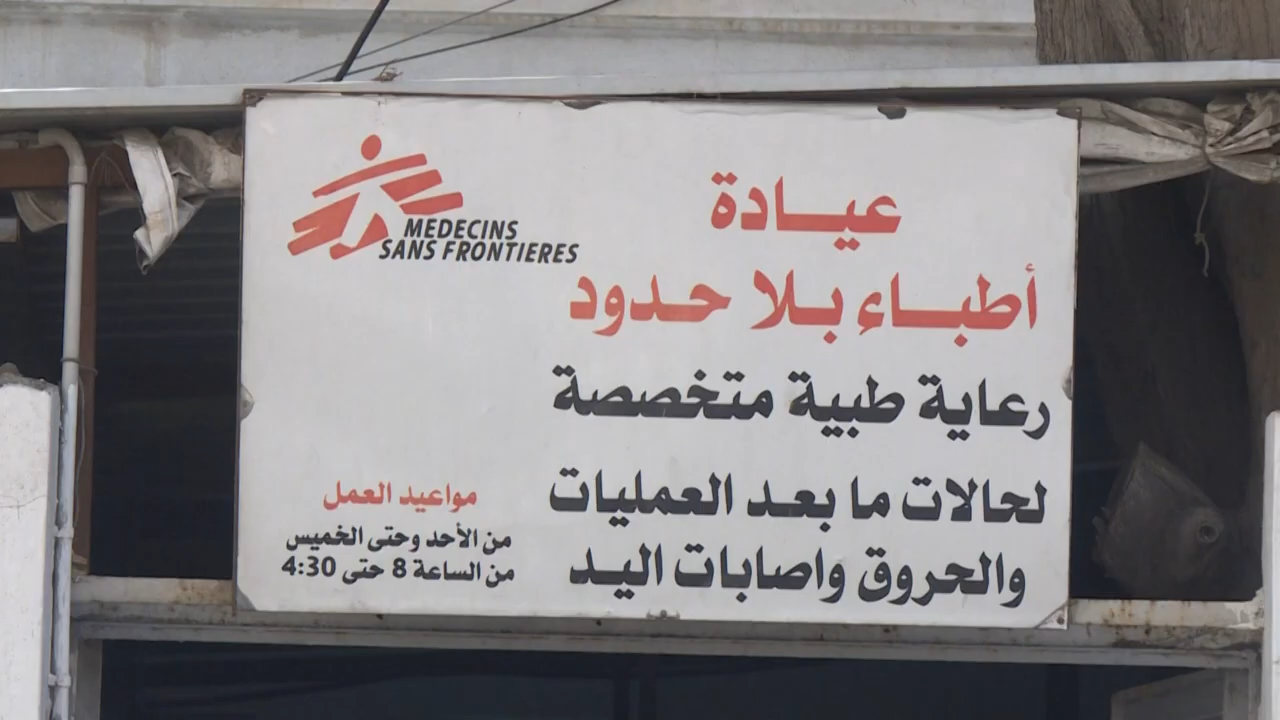 MEDECINS
SANS FRONTIERES
عيادة
أطباء بلا حدود
رعاية طبية متخصصة
لحالات ما بعد العمليات
والحروق واصابات اليد
مواعيد العمل
من الأحد وحتى الخميس
من الساعة 8 حتى 4:30